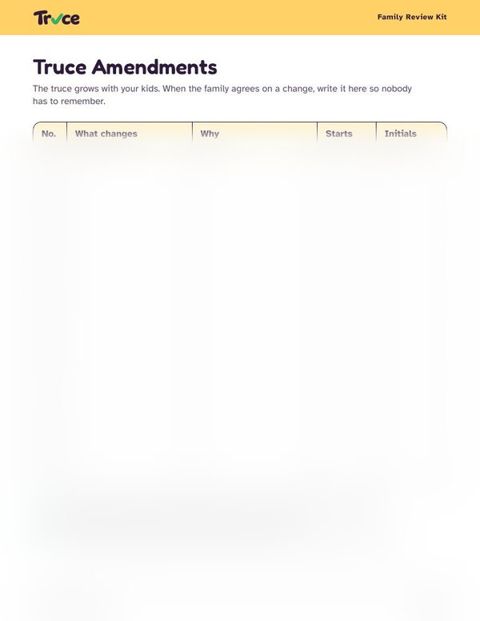 Truce
Family Review Kit
Truce Amendments
The truce grows with your kids. When the family agrees on a change, write it here so nobody
has to remember.
No. What changes Why Starts Initials